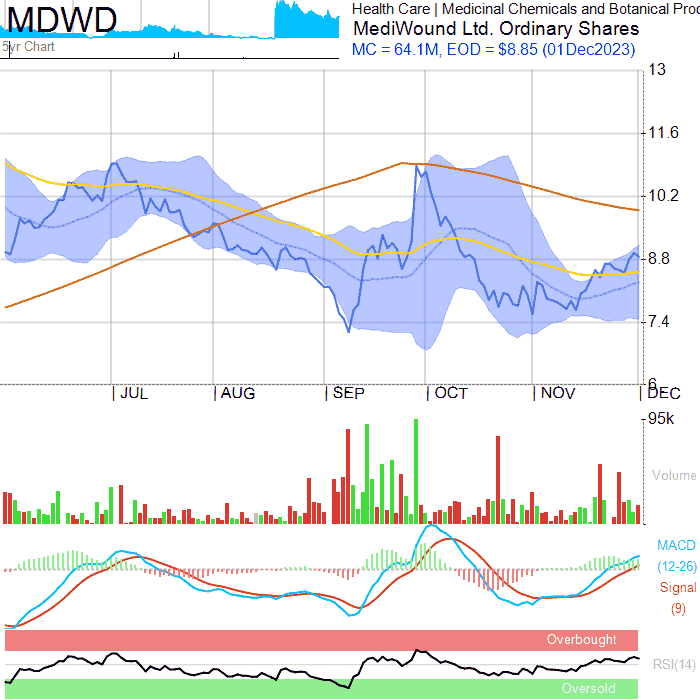 MDWD
5yr Chart
Health Care | Medicinal Chemicals and Botanical Proc
MediWound Ltd. Ordinary Shares
MC = 64.1M, EOD = $8.85 (01Dec2023)
13
11.6
10.2
8.8
7.4
6
JUL AUG SEP OCT NOV DEC
95k
Volume
MACD
(12-26)
Signal
(9)
Overbought
RSI(14)
Oversold